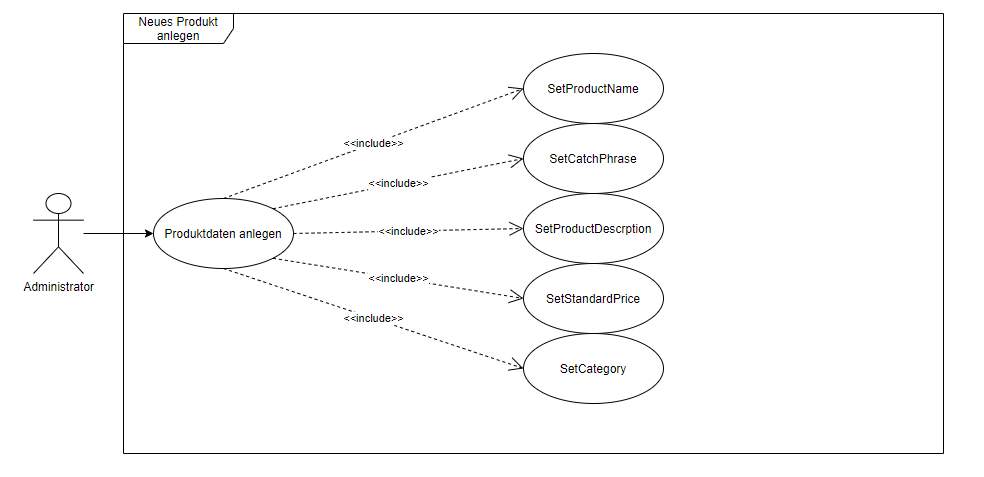 Neues Produkt
anlegen
SetProductName
<<include>>
SetCatchPhrase
<<include>>
Produktdaten anlegen
<<include>>
SetProductDescrption
<<include>>
SetStandardPrice
Administrator
<<include>>
SetCategory